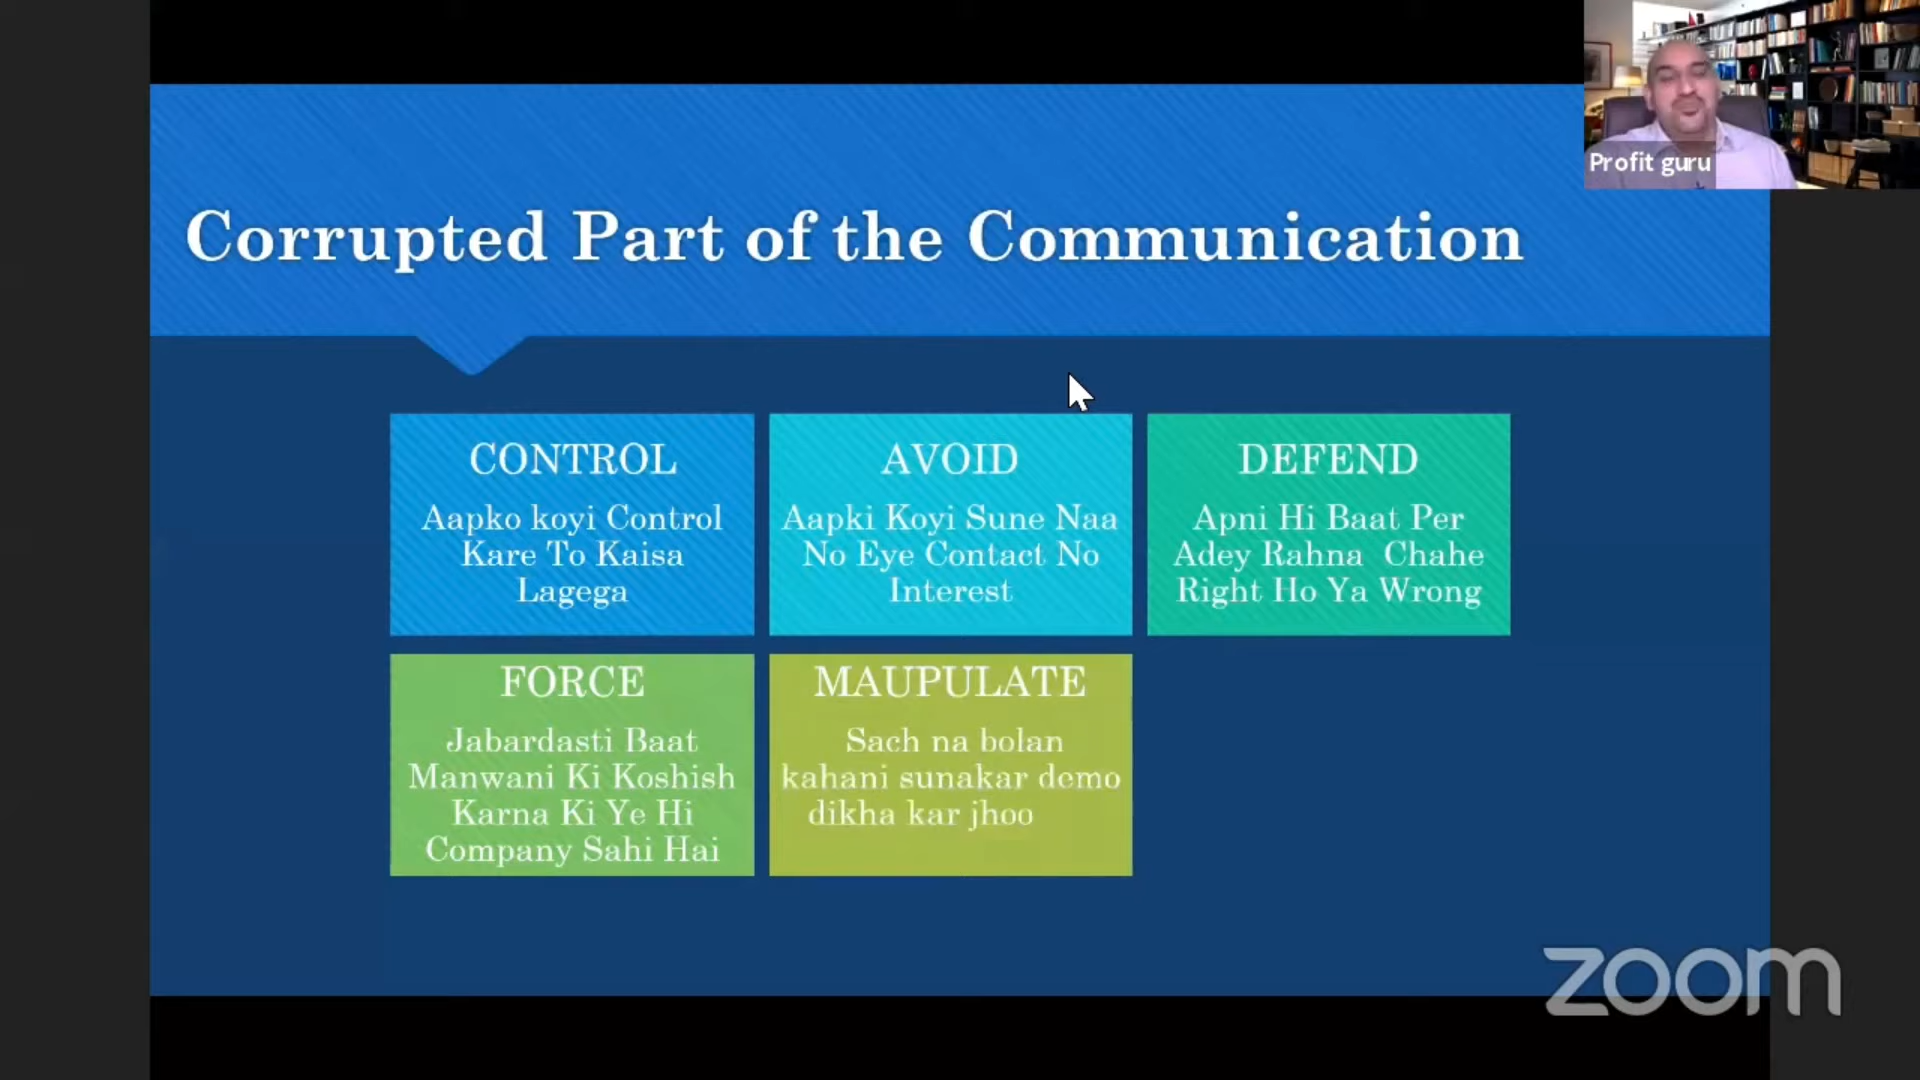 Profit guru
Corrupted Part of the Communication
CONTROL
Aapko koyi Control
Kare To Kaisa
Lagega
AVOID
Aapki Koyi Sune Naa
No Eye Contact No
Interest
DEFEND
Apni Hi Baat Per
Adey Rahna Chahe
Right Ho Ya Wrong
FORCE
Jabardasti Baat
Manwani Ki Koshish
Karna Ki Ye Hi
Company Sahi Hai
MAUPULATE
Sach na bolan
kahani sunakar demo
dikha kar jhoo
zoom